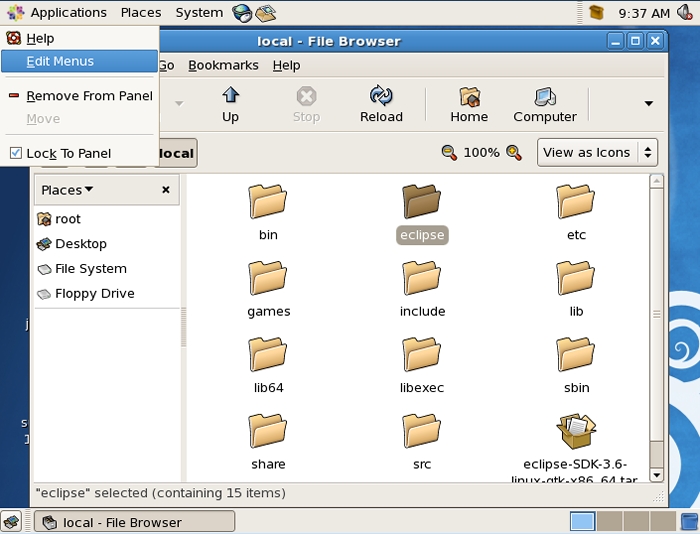 Applications Places System 9:37 AM
local - File Browser
Help
Edit Menus
Go Bookmarks Help
Remove From Panel
Move
Lock To Panel
Up Stop Reload Home Computer
local 100% View as Icons
Places
root
Desktop
File System
Floppy Drive
bin eclipse etc
games include lib
lib64 libexec sbin
share src eclipse-SDK-3.6-
linux-gtk-x86_64.tar
"eclipse" selected (containing 15 items)
local - File Browser